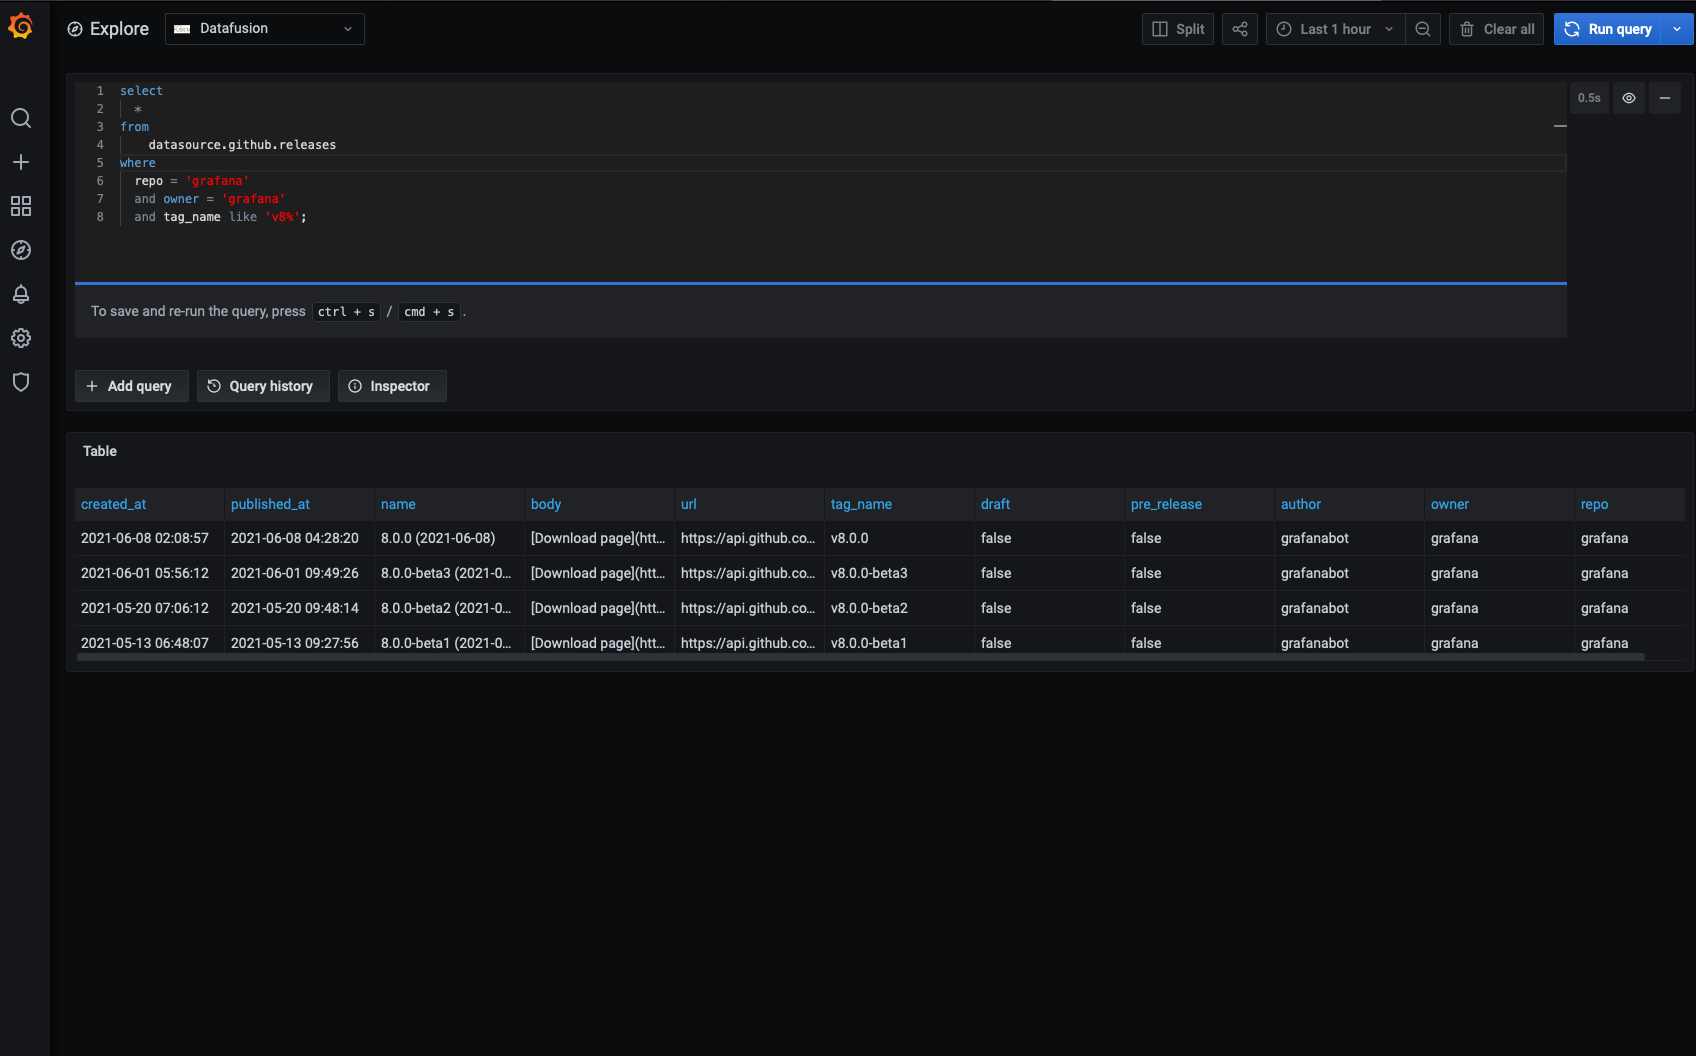 Explore
Datafusion
Split
Last 1 hour
Clear all
Run query
1 select
2 *
3 from
4 datasource.github.releases
5 where
6 repo = 'grafana'
7 and owner = 'grafana'
8 and tag_name like 'v8%';
0.5s
To save and re-run the query, press ctrl + s / cmd + s .
Add query
Query history
Inspector
Table
created_at published_at name body url tag_name draft pre_release author owner repo
2021-06-08 02:08:57 2021-06-08 04:28:20 8.0.0 (2021-06-08) [Download page](htt... https://api.github.co... v8.0.0 false false grafanabot grafana grafana
2021-06-01 05:56:12 2021-06-01 09:49:26 8.0.0-beta3 (2021-0... [Download page](htt... https://api.github.co... v8.0.0-beta3 false false grafanabot grafana grafana
2021-05-20 07:06:12 2021-05-20 09:48:14 8.0.0-beta2 (2021-0... [Download page](htt... https://api.github.co... v8.0.0-beta2 false false grafanabot grafana grafana
2021-05-13 06:48:07 2021-05-13 09:27:56 8.0.0-beta1 (2021-0... [Download page](htt... https://api.github.co... v8.0.0-beta1 false false grafanabot grafana grafana